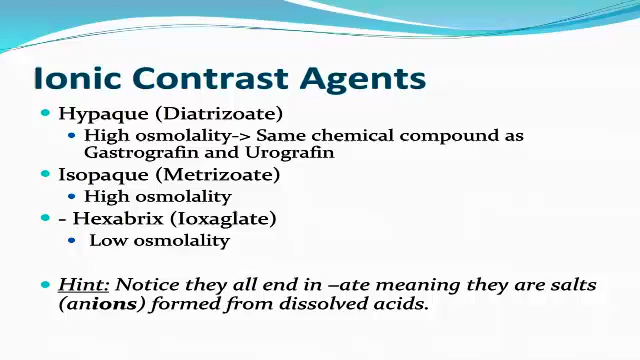 Ionic Contrast Agents
Hypaque (Diatrizoate)
High osmolality-> Same chemical compound as
Gastrografin and Urografin
Isopaque (Metrizoate)
High osmolality
- Hexabrix (Ioxaglate)
Low osmolality
Hint: Notice they all end in –ate meaning they are salts
(anions) formed from dissolved acids.